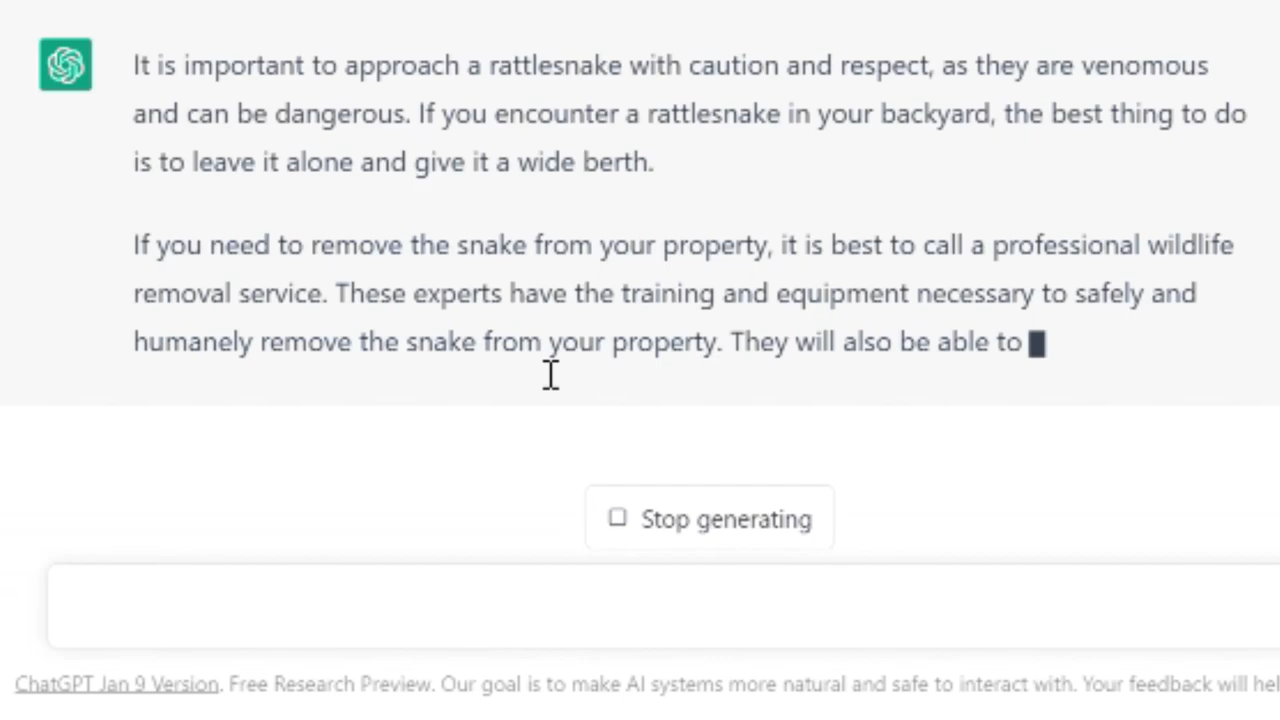 It is important to approach a rattlesnake with caution and respect, as they are venomous
and can be dangerous. If you encounter a rattlesnake in your backyard, the best thing to do
is to leave it alone and give it a wide berth.
If you need to remove the snake from your property, it is best to call a professional wildlife
removal service. These experts have the training and equipment necessary to safely and
humanely remove the snake from your property. They will also be able to
Stop generating
ChatGPT Jan 9 Version. Free Research Preview. Our goal is to make AI systems more natural and safe to interact with. Your feedback will hel